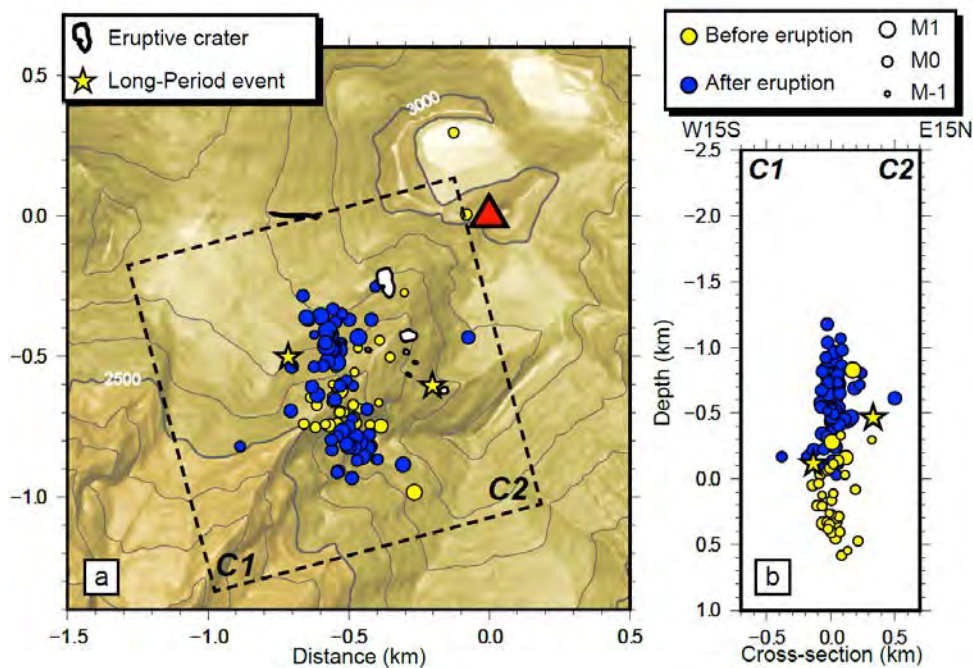 Eruptive crater
Long-Period event
Before eruption
After eruption
M1
M0
M-1
W15S
E15N
0.5
0.0
−0.5
−1.0
3000
2500
C1
C2
a
−1.5
−1.0
−0.5
0.0
0.5
Distance (km)
C1
C2
Depth (km)
−2.5
−2.0
−1.5
−1.0
−0.5
0.0
0.5
1.0
b
−0.5
0.0
0.5
Cross-section (km)